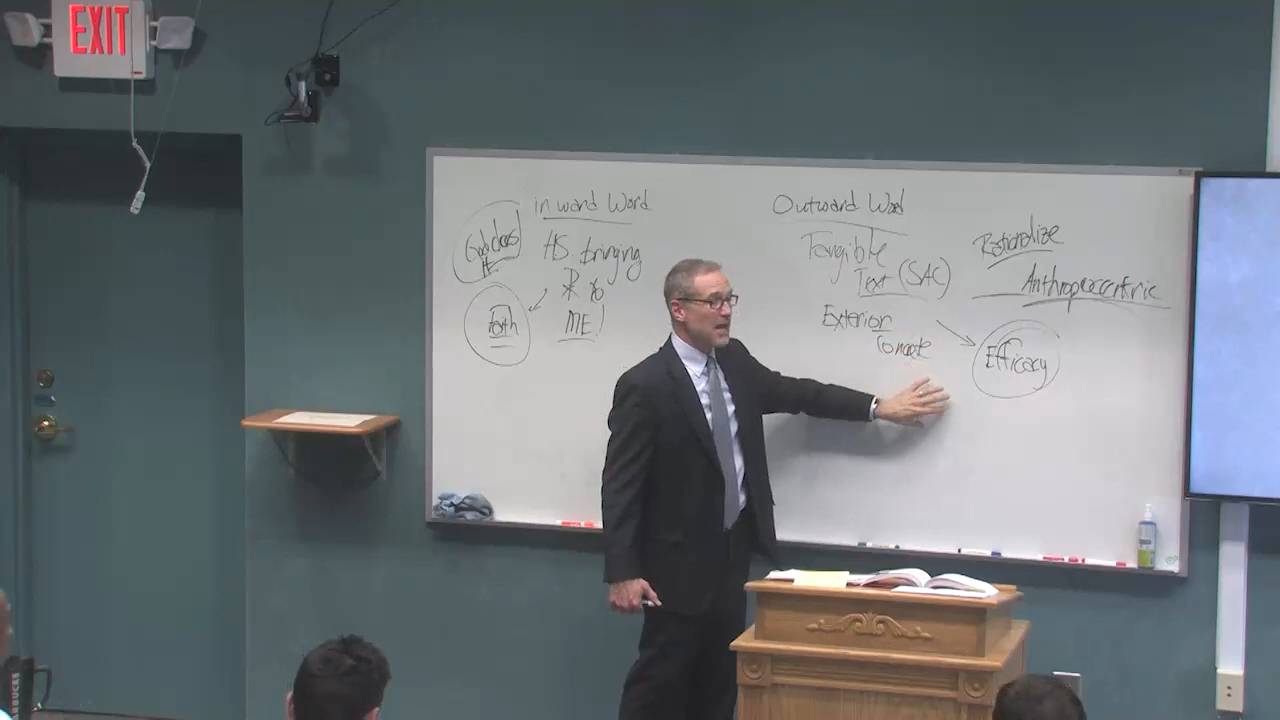 EXIT
inward Word
God does
it
HS bringing
to
ME!
Faith
Outward Word
Tangible
Text (SAC)
Exterior
Concrete
Rationalize
Anthropocentric
Efficacy
STARBUCKS